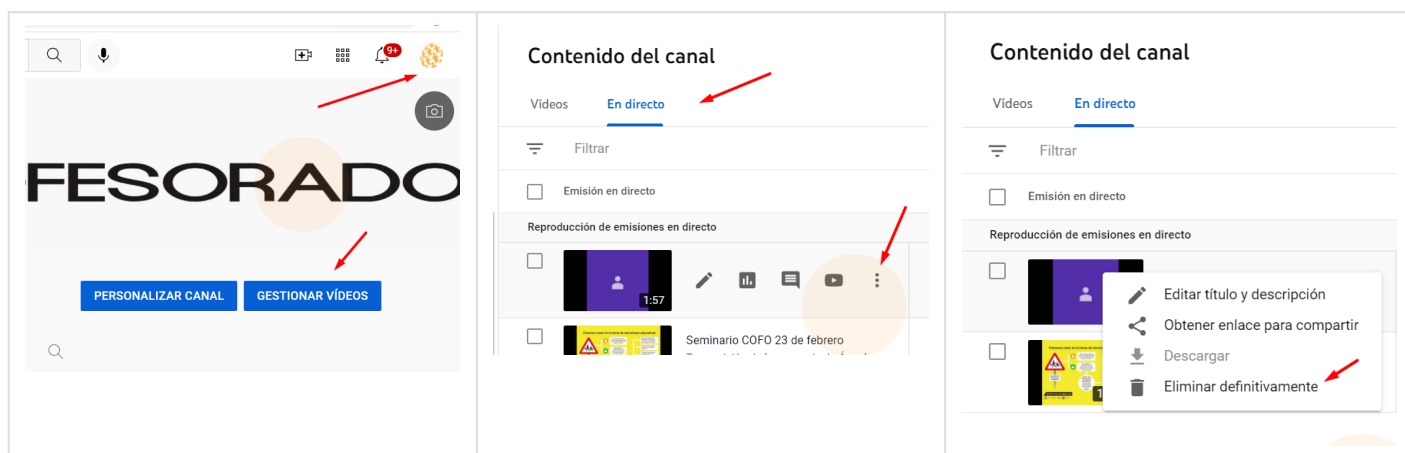 9+
FESORADO
PERSONALIZAR CANAL
GESTIONAR VÍDEOS
Contenido del canal
Vídeos
En directo
Filtrar
Emisión en directo
Reproducción de emisiones en directo
1:57
Seminario COFO 23 de febrero
Contenido del canal
Vídeos
En directo
Filtrar
Emisión en directo
Reproducción de emisiones en directo
Editar título y descripción
Obtener enlace para compartir
Descargar
Eliminar definitivamente